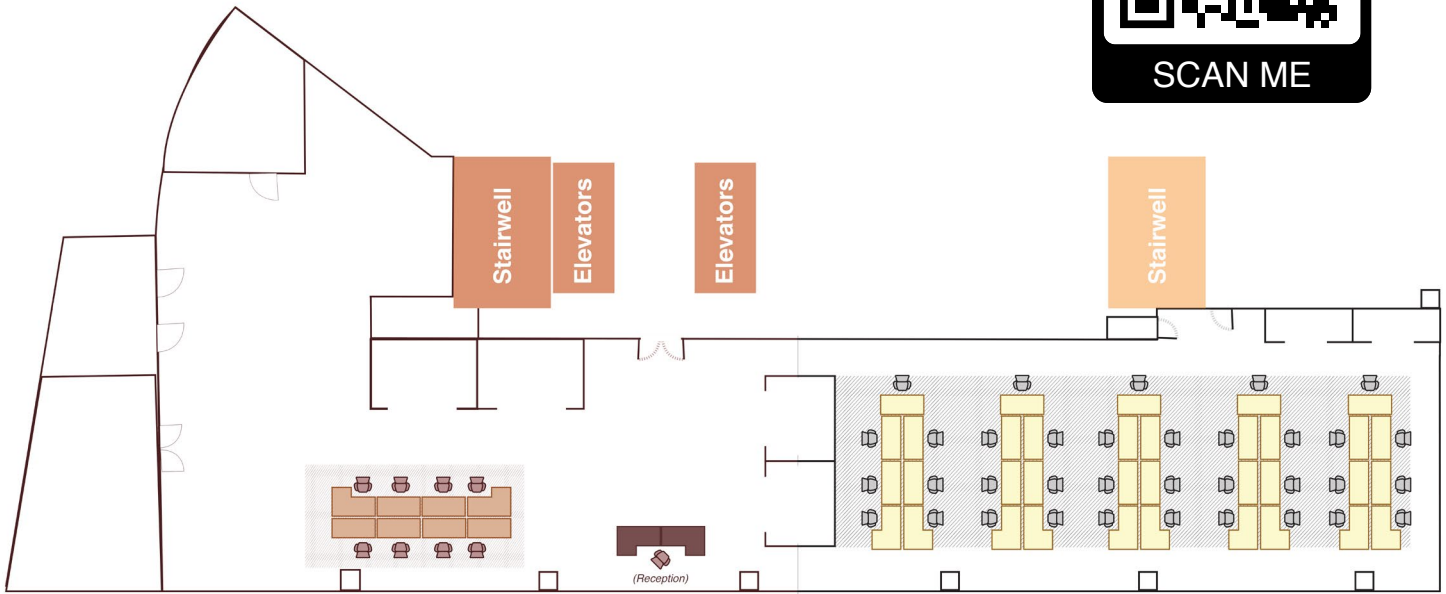 SCAN ME
Stairwell
Elevators
Elevators
Stairwell
(Reception)